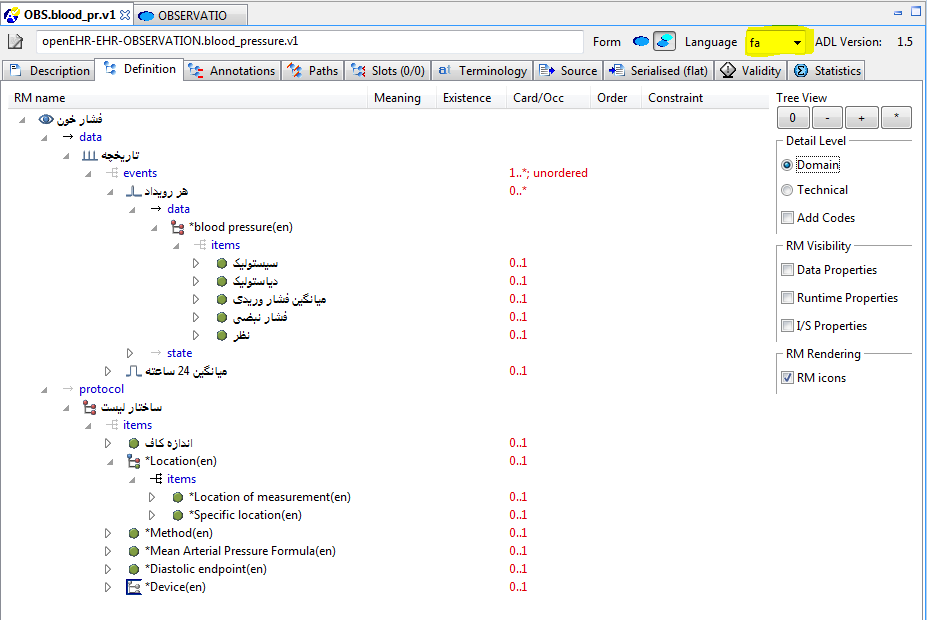 OBS.blood_pr.v1 OBSERVATIO
openEHR-EHR-OBSERVATION.blood_pressure.v1 Form Language fa ADL Version: 1.5
Description Definition Annotations Paths Slots (0/0) Terminology Source Serialised (flat) Validity Statistics
RM name Meaning Existence Card/Occ Order Constraint Tree View
0 - + *
فشار خون
data
Detail Level
تاریخچه
Domain
events 1..*; unordered
هر رویداد 0..*
Technical
data
Add Codes
*blood pressure(en)
items
RM Visibility
سیستولیک 0..1
Data Properties
دیاستولیک 0..1
میانگین فشار وریدی 0..1
Runtime Properties
فشار نبضی 0..1
I/S Properties
نظر 0..1
state
RM Rendering
میانگین 24 ساعته 0..1
RM icons
protocol
ساختار لیست
items
اندازه کاف 0..1
*Location(en) 0..1
items
*Location of measurement(en) 0..1
*Specific location(en) 0..1
*Method(en) 0..1
*Mean Arterial Pressure Formula(en) 0..1
*Diastolic endpoint(en) 0..1
*Device(en) 0..1